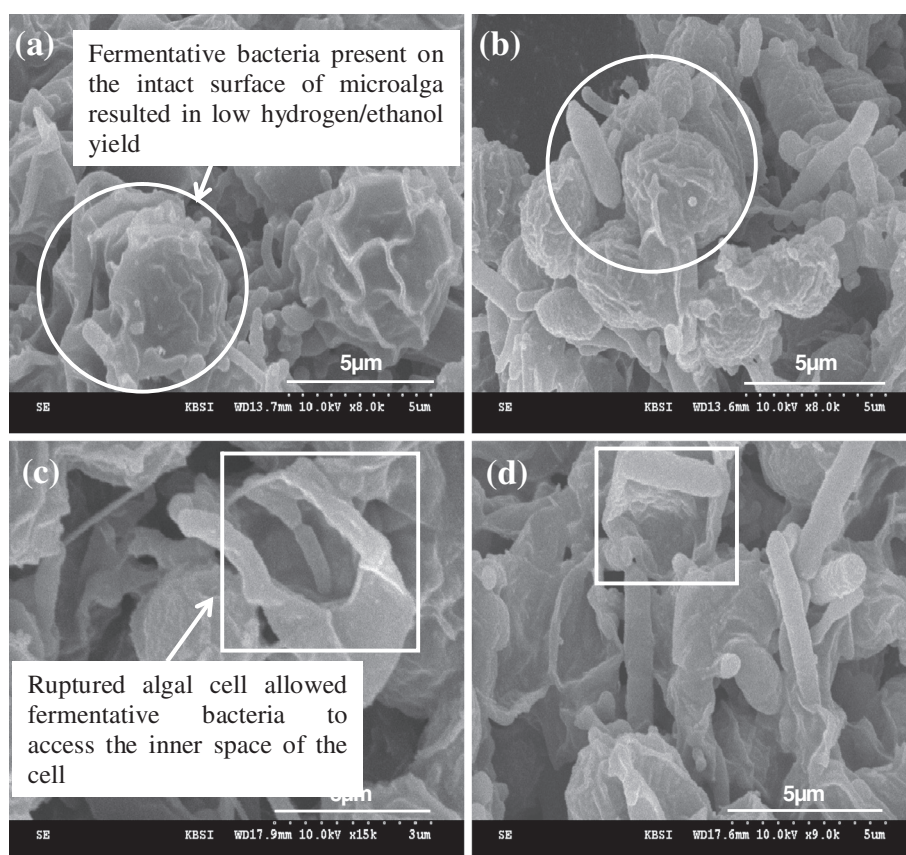 (a)
Fermentative bacteria present on
the intact surface of microalga
resulted in low hydrogen/ethanol
yield
5µm
SE KBSI WD13.7mm 10.0kV x8.0k 5um
(b)
5µm
SE KBSI WD13.6mm 10.0kV x8.0k 5um
(c)
Ruptured algal cell allowed
fermentative bacteria to
access the inner space of the
cell
SE KBSI WD17.9mm 10.0kV x15k 3um
(d)
5µm
SE KBSI WD17.6mm 10.0kV x9.0k 5um